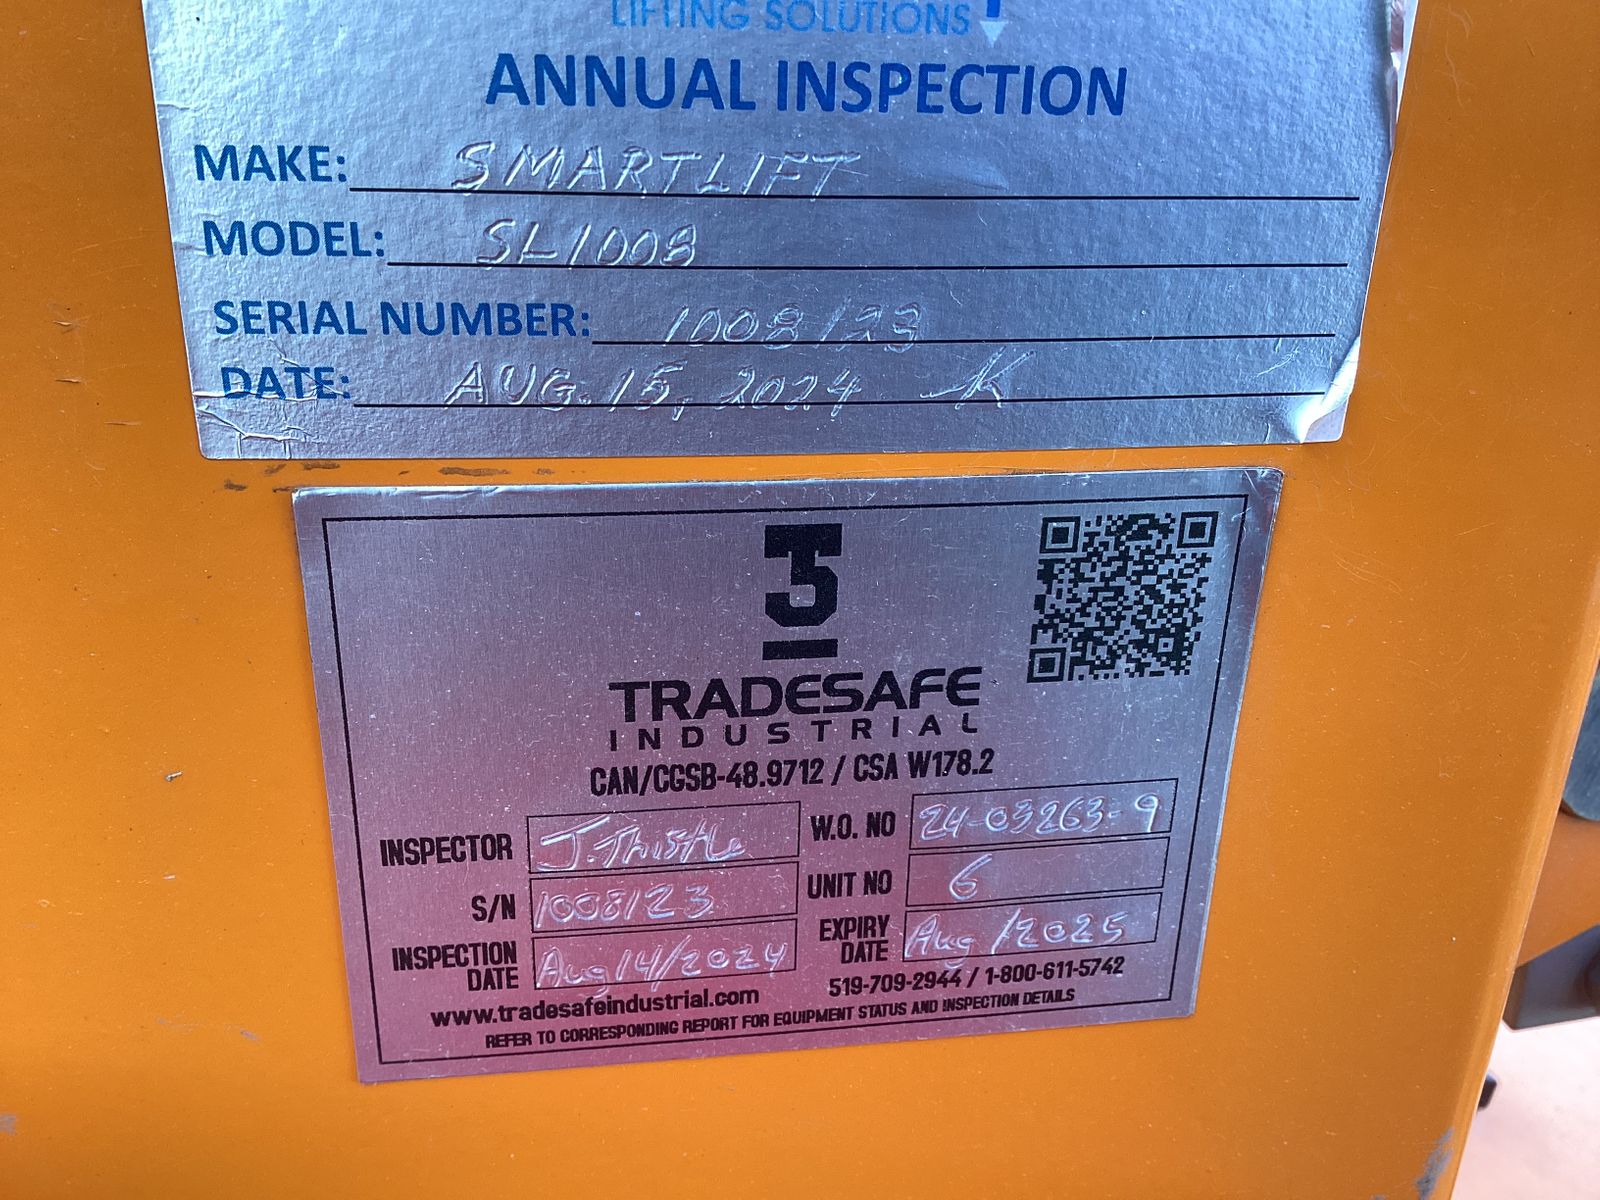 LIFTING SOLUTIONS
ANNUAL INSPECTION
MAKE: SMARTLIFT
MODEL: SL1008
SERIAL NUMBER: 1008123
DATE: AUG. 15, 2024
TRADESAFE
INDUSTRIAL
CAN/CGSB-48.9712 / CSA W178.2
INSPECTOR J. Thistle W.O. NO 24-03263-9
S/N 1008123 UNIT NO 6
INSPECTION DATE Aug 14/2024 EXPIRY DATE Aug /2025
www.tradesafeindustrial.com 519-709-2944 / 1-800-611-5742
REFER TO CORRESPONDING REPORT FOR EQUIPMENT STATUS AND INSPECTION DETAILS